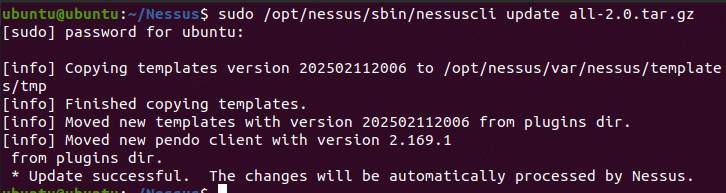 ubuntu@ubuntu:~/Nessus$ sudo /opt/nessus/sbin/nessuscli update all-2.0.tar.gz
[sudo] password for ubuntu:

[info] Copying templates version 202502112006 to /opt/nessus/var/nessus/template
s/tmp
[info] Finished copying templates.
[info] Moved new templates with version 202502112006 from plugins dir.
[info] Moved new pendo client with version 2.169.1
 from plugins dir.
 * Update successful.  The changes will be automatically processed by Nessus.
ubuntu@ubuntu:~/Nessus$